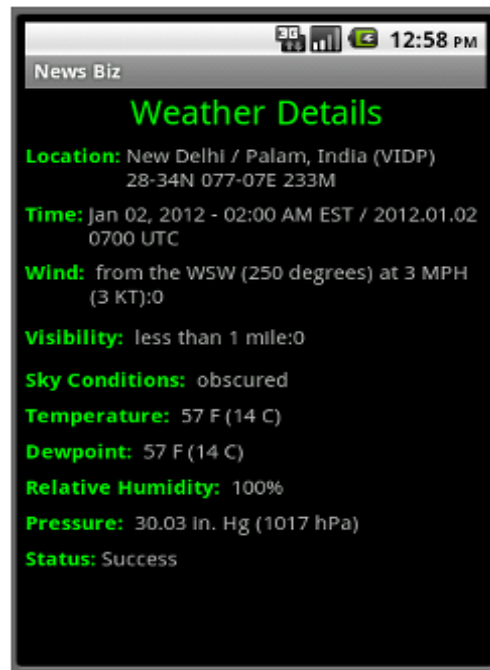 3G 12:58 PM
News Biz
Weather Details
Location: New Delhi / Palam, India (VIDP)
28-34N 077-07E 233M
Time: Jan 02, 2012 - 02:00 AM EST / 2012.01.02
0700 UTC
Wind: from the WSW (250 degrees) at 3 MPH
(3 KT):0
Visibility: less than 1 mile:0
Sky Conditions: obscured
Temperature: 57 F (14 C)
Dewpoint: 57 F (14 C)
Relative Humidity: 100%
Pressure: 30.03 in. Hg (1017 hPa)
Status: Success